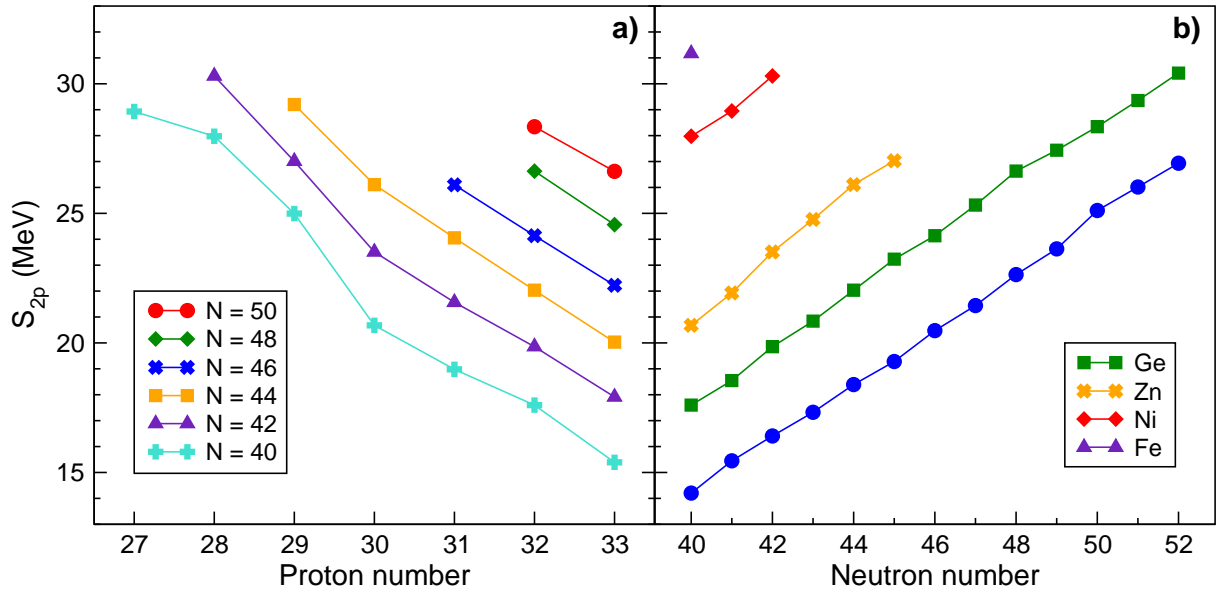 a)
b)
30
25
20
15
S2p (MeV)
N = 50
N = 48
N = 46
N = 44
N = 42
N = 40
Ge
Zn
Ni
Fe
27 28 29 30 31 32 33
40 42 44 46 48 50 52
Proton number
Neutron number